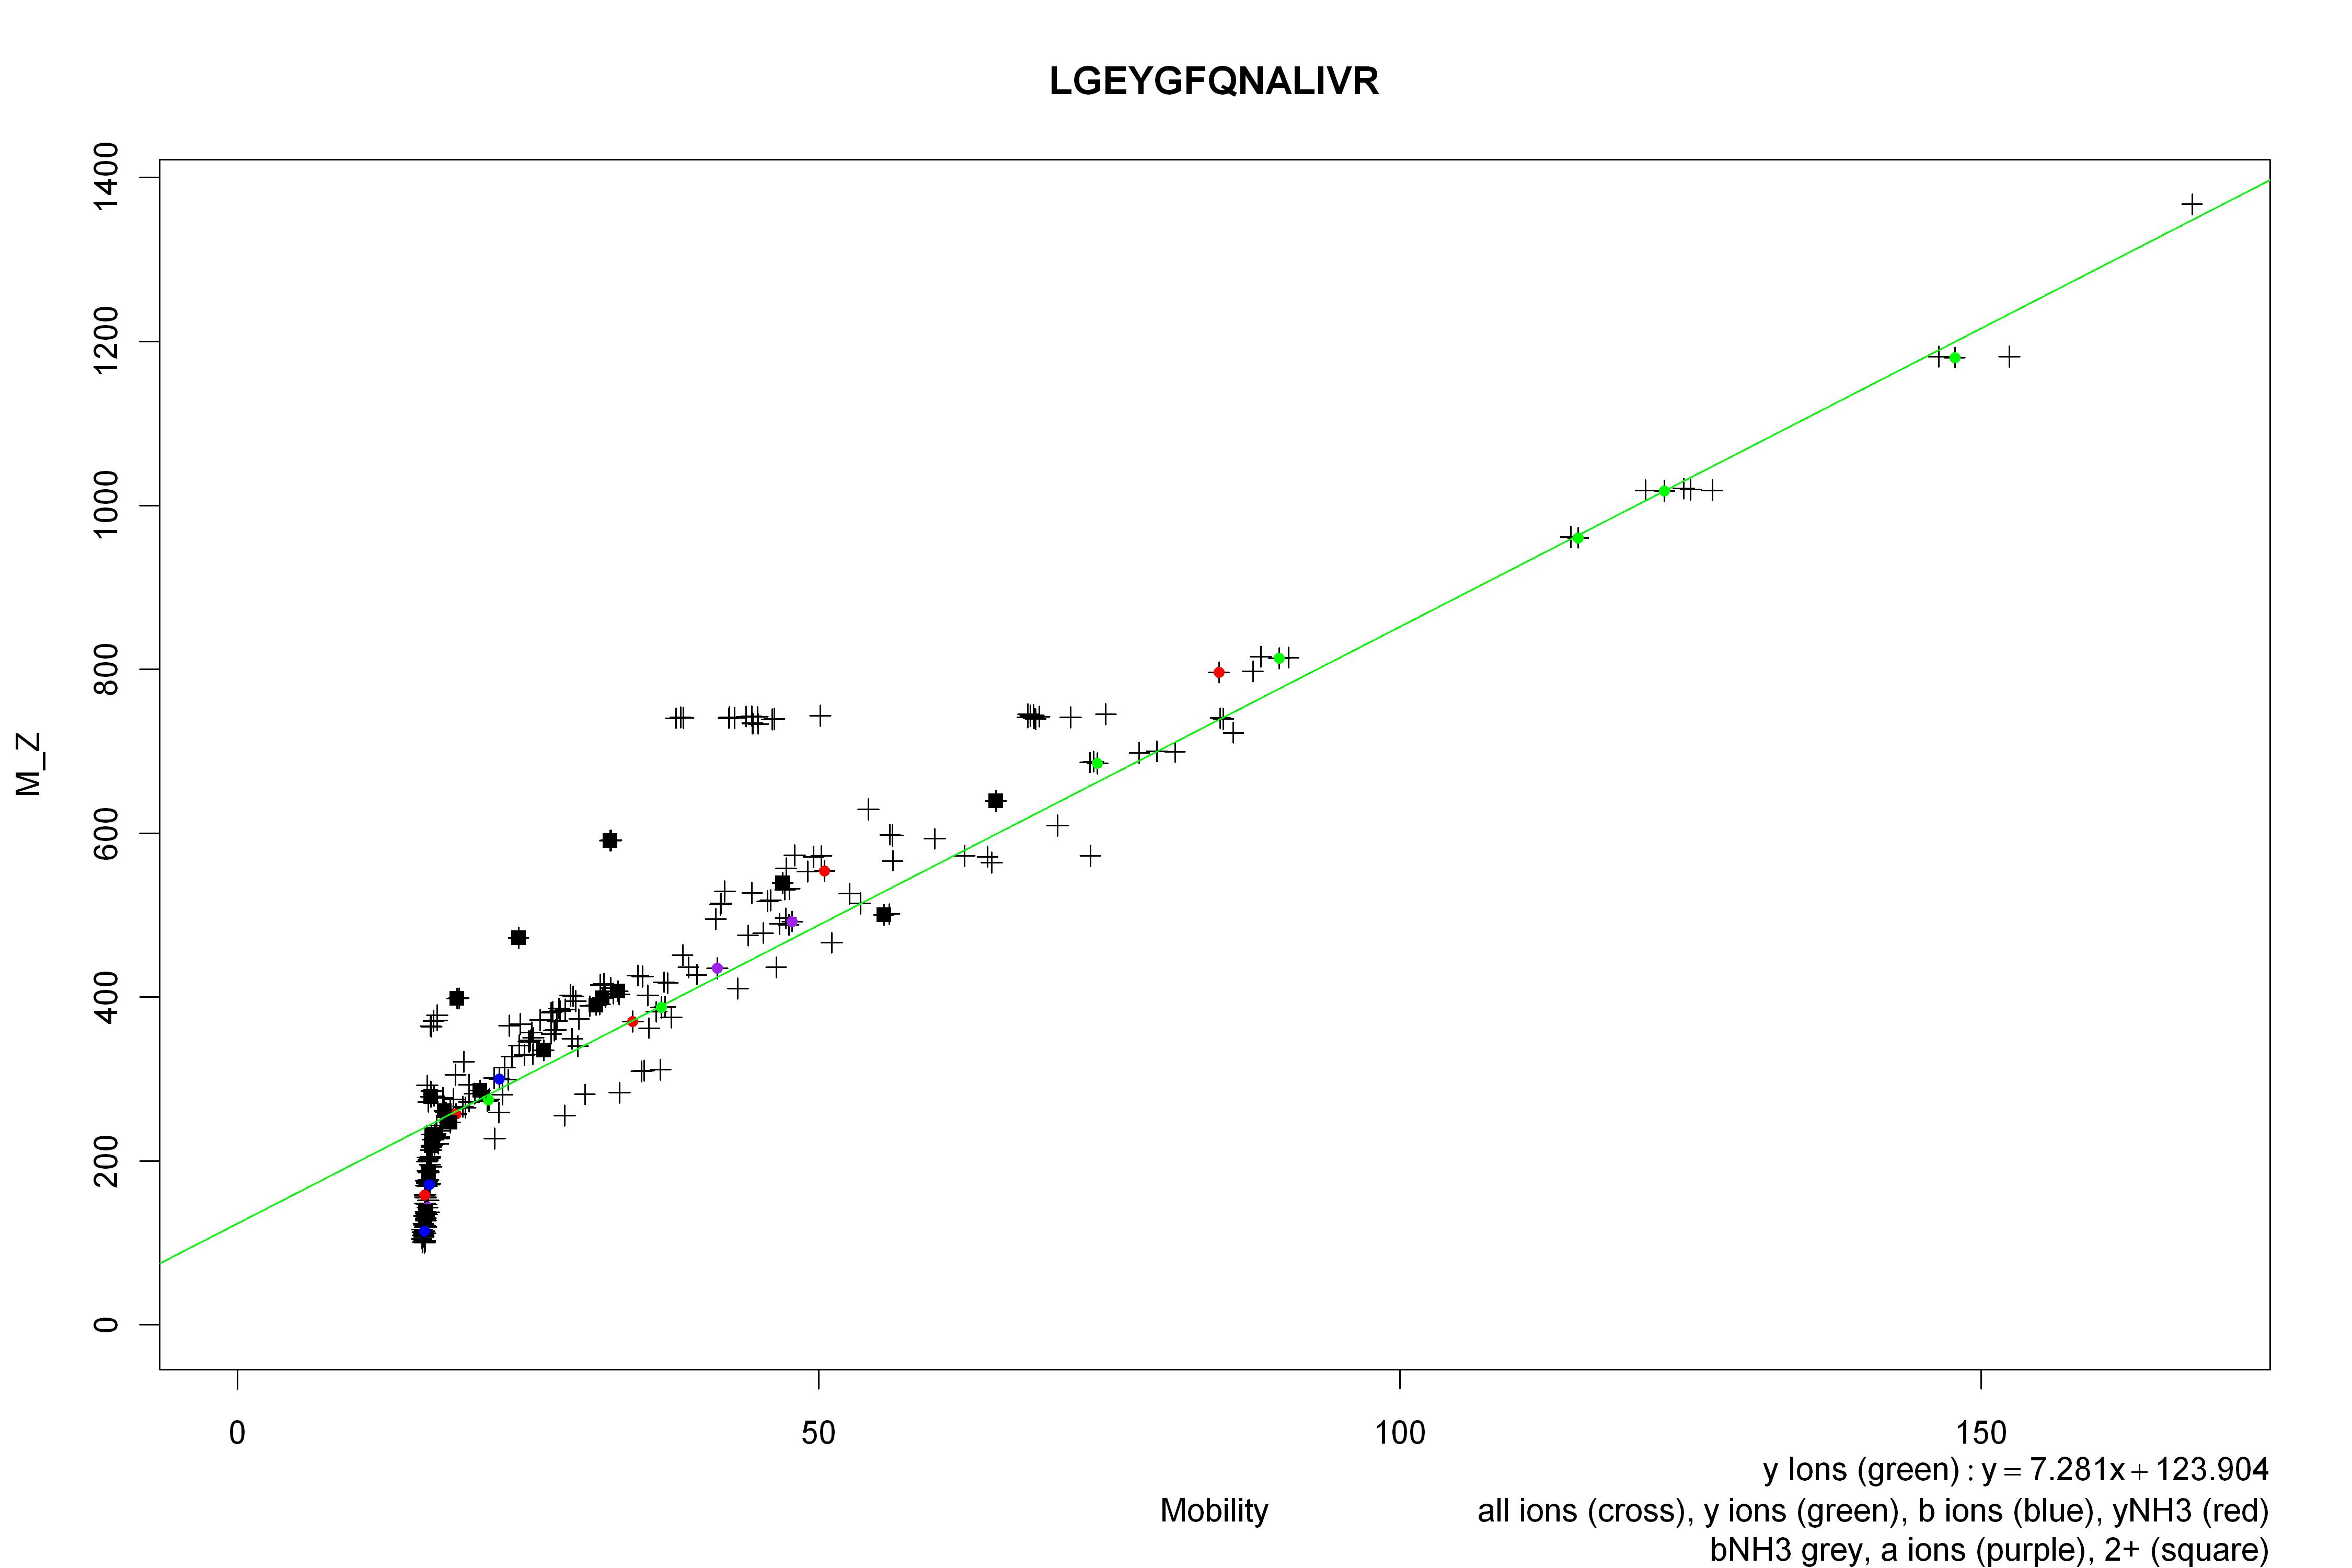 LGEYGFQNALIVR
M_Z
1400
1200
1000
800
600
400
200
0
0 50 100 150
y Ions (green) : y = 7.281x + 123.904
Mobility
all ions (cross), y ions (green), b ions (blue), yNH3 (red)
bNH3 grey, a ions (purple), 2+ (square)